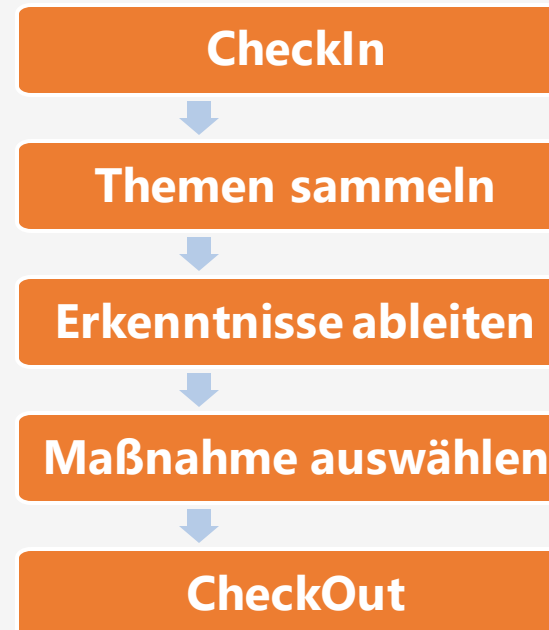 CheckIn
Themen sammeln
Erkenntnisse ableiten
Maßnahme auswählen
CheckOut